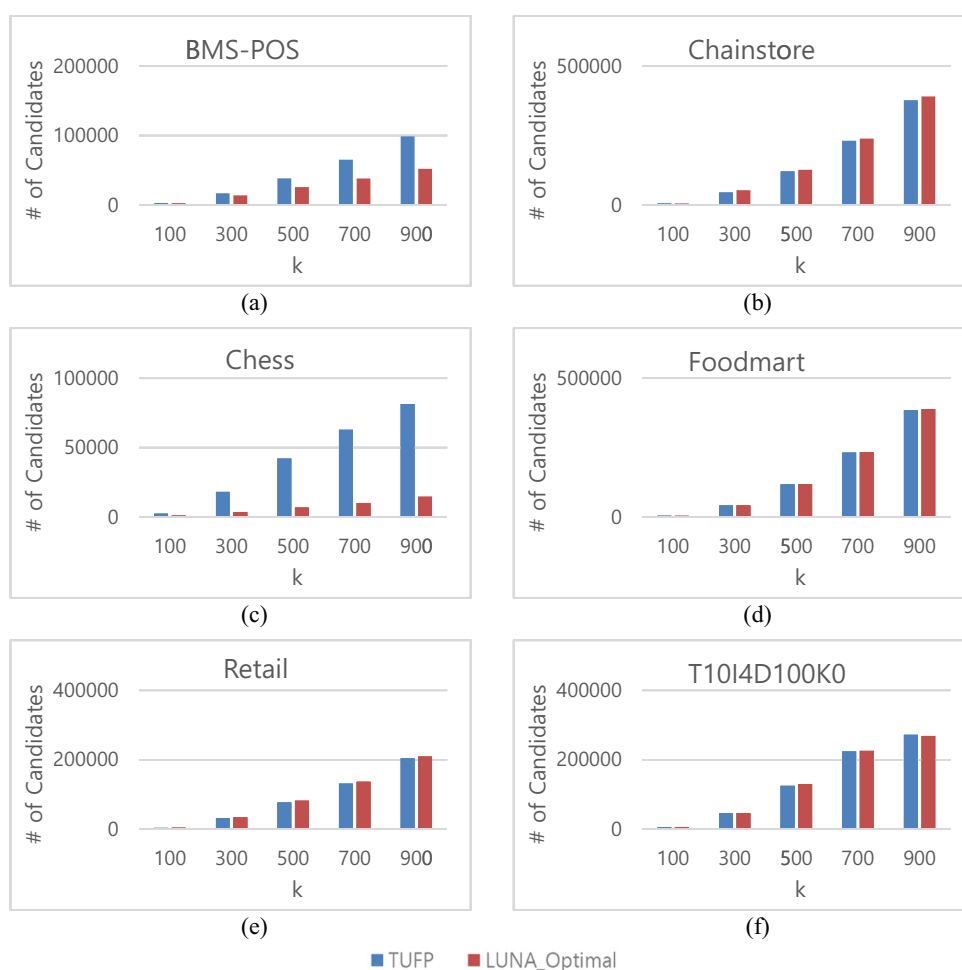 BMS-POS
# of Candidates
200000
100000
0
100 300 500 700 900
k
(a)
Chainstore
# of Candidates
500000
0
100 300 500 700 900
k
(b)
Chess
# of Candidates
100000
50000
0
100 300 500 700 900
k
(c)
Foodmart
# of Candidates
500000
0
100 300 500 700 900
k
(d)
Retail
# of Candidates
400000
200000
0
100 300 500 700 900
k
(e)
T10I4D100K0
# of Candidates
400000
200000
0
100 300 500 700 900
k
(f)
TUFP LUNA_Optimal